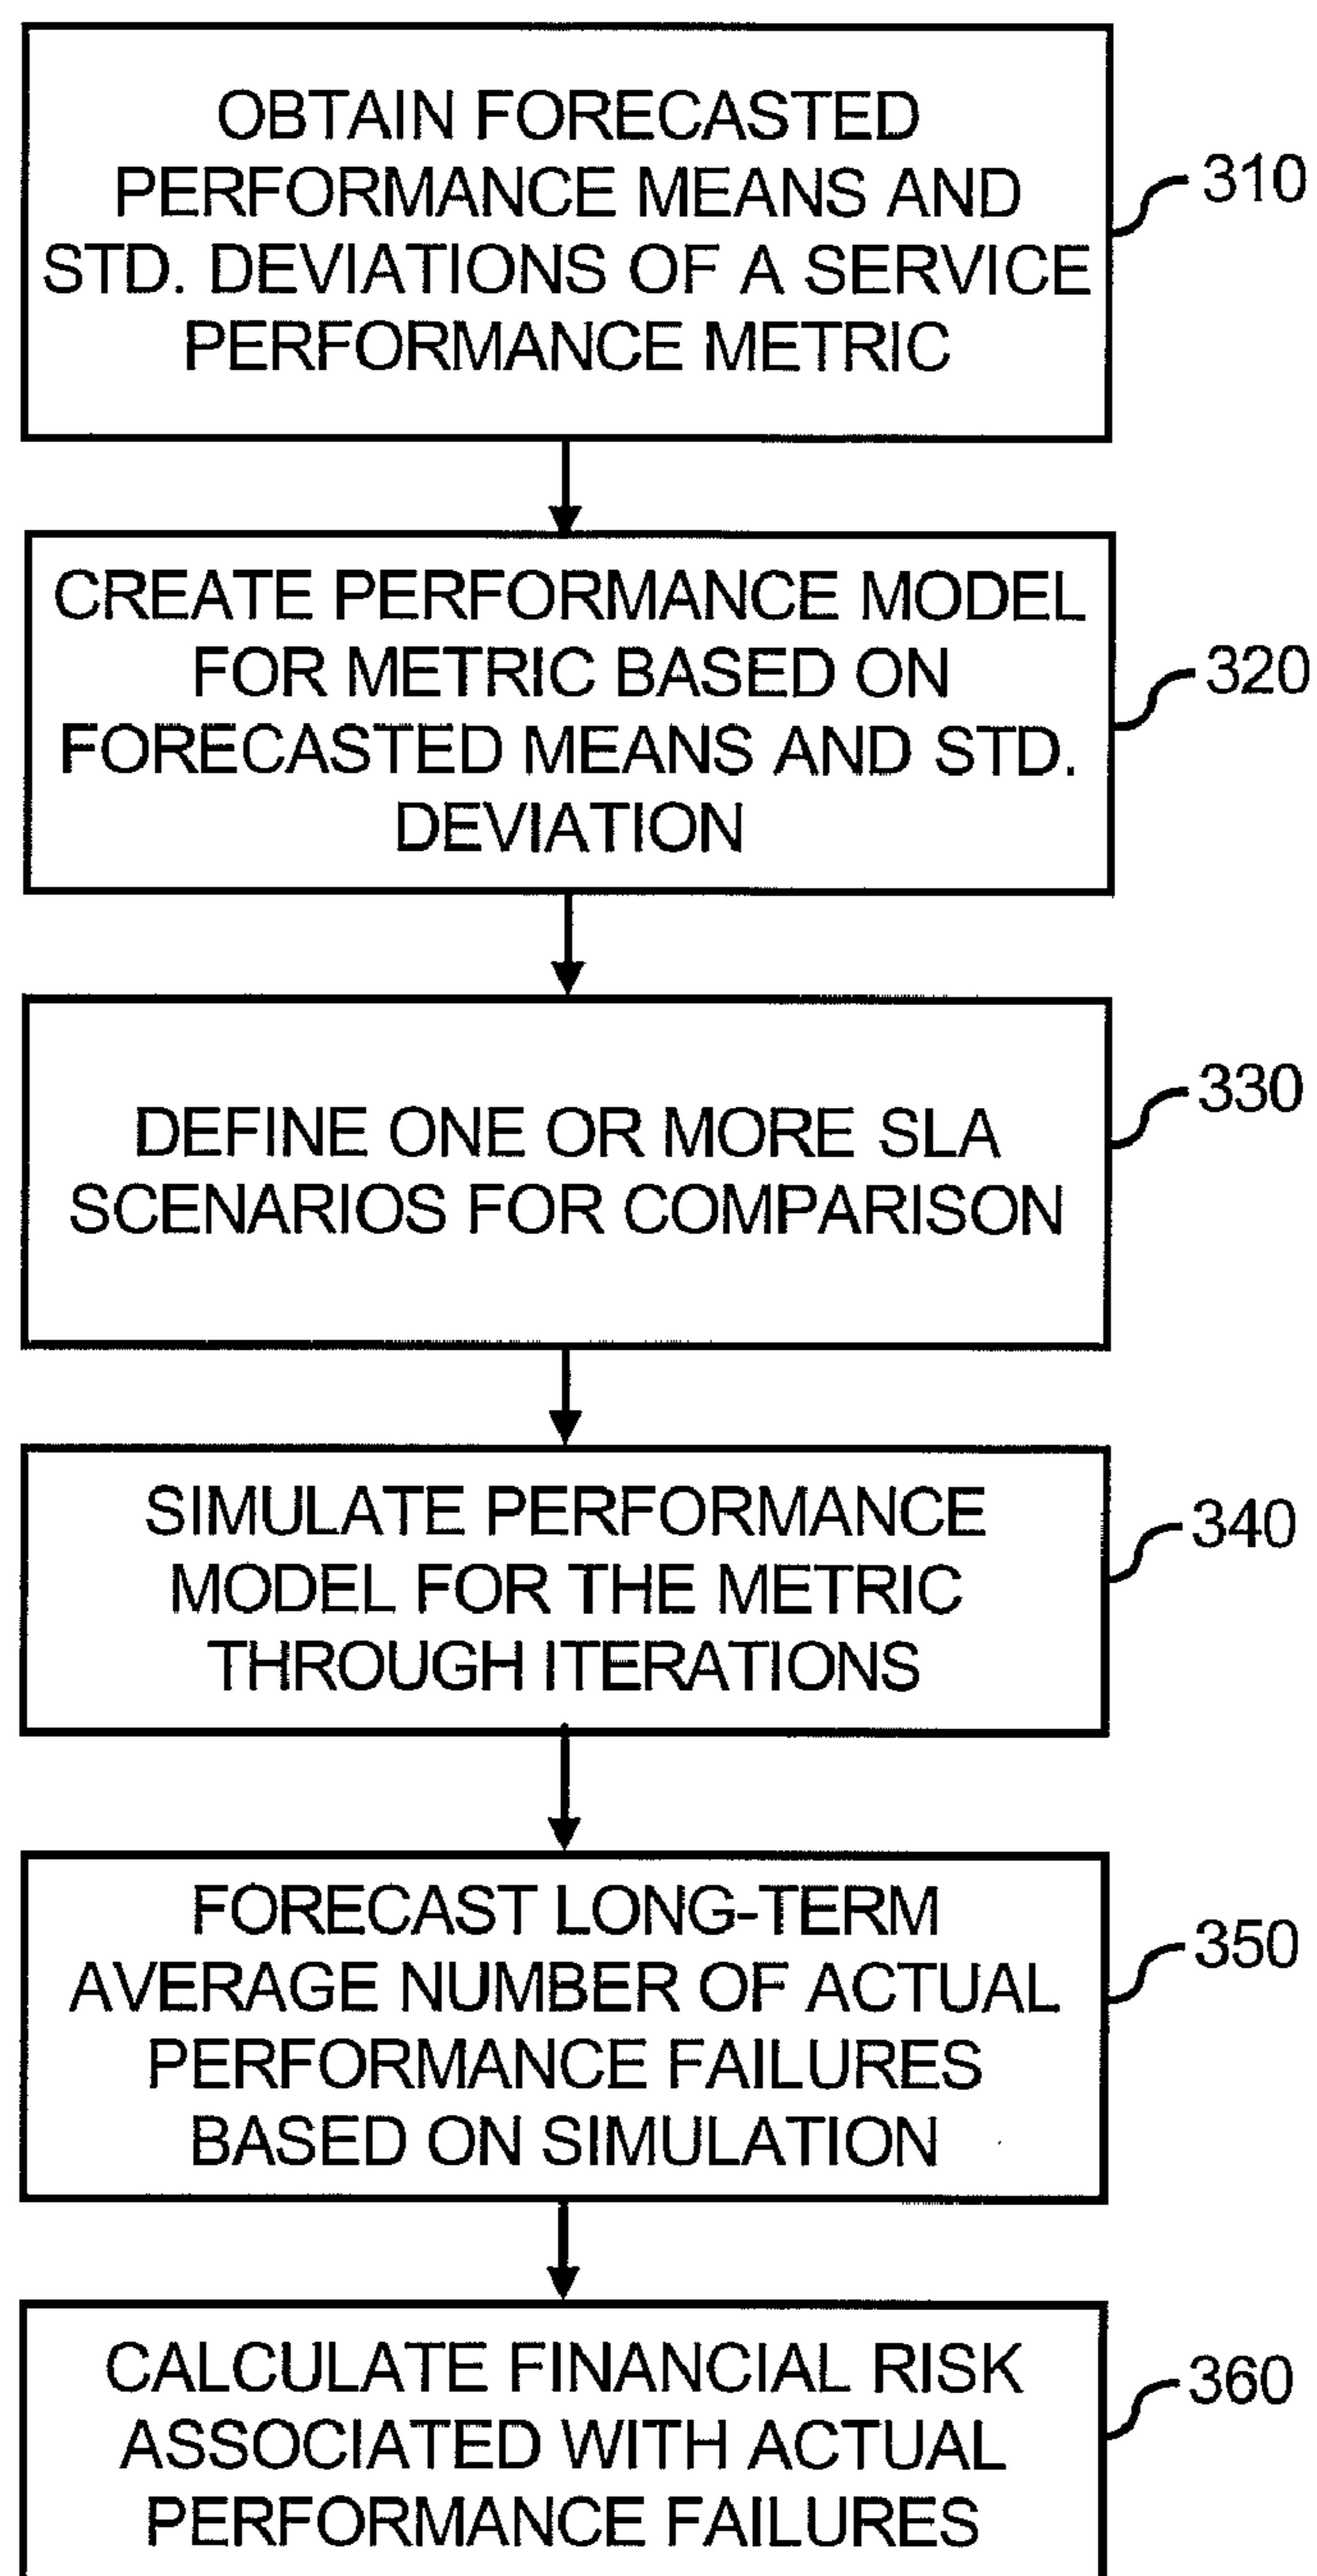 OBTAIN FORECASTED
PERFORMANCE MEANS AND
STD. DEVIATIONS OF A SERVICE
PERFORMANCE METRIC
310
CREATE PERFORMANCE MODEL
FOR METRIC BASED ON
FORECASTED MEANS AND STD.
DEVIATION
320
DEFINE ONE OR MORE SLA
SCENARIOS FOR COMPARISON
330
SIMULATE PERFORMANCE
MODEL FOR THE METRIC
THROUGH ITERATIONS
340
FORECAST LONG-TERM
AVERAGE NUMBER OF ACTUAL
PERFORMANCE FAILURES
BASED ON SIMULATION
350
CALCULATE FINANCIAL RISK
ASSOCIATED WITH ACTUAL
PERFORMANCE FAILURES
360